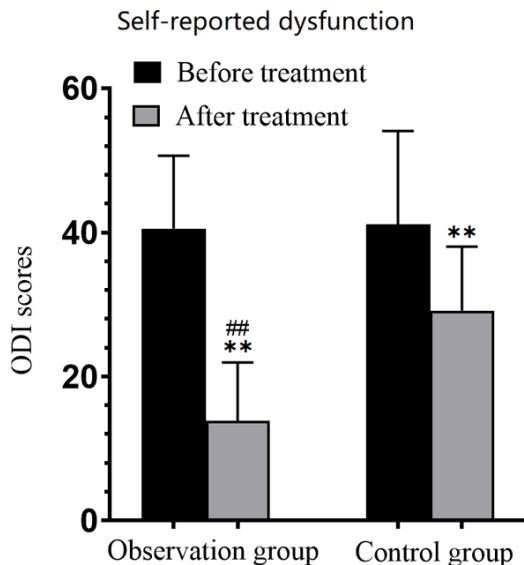 Self-reported dysfunction
Before treatment
After treatment
60
40
20
0
ODI scores
##
**
**
Observation group
Control group